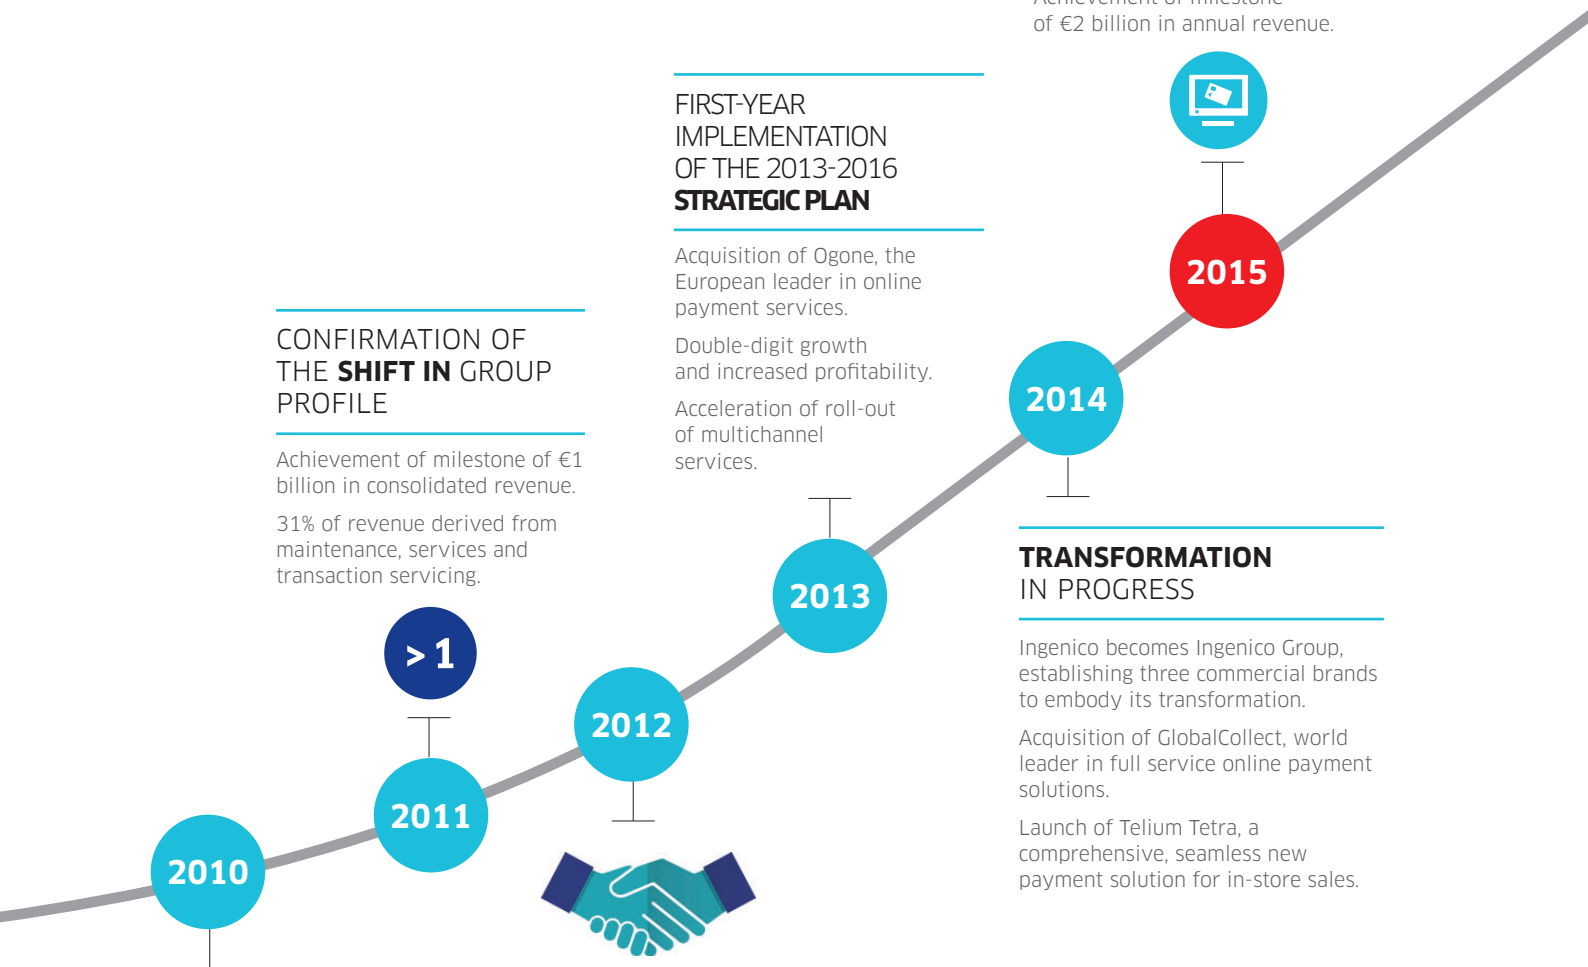 Achievement of milestone
of €2 billion in annual revenue.
FIRST-YEAR
IMPLEMENTATION
OF THE 2013-2016
STRATEGIC PLAN
Acquisition of Ogone, the
European leader in online
payment services.
Double-digit growth
and increased profitability.
Acceleration of roll-out
of multichannel
services.
2015
CONFIRMATION OF
THE SHIFT IN GROUP
PROFILE
Achievement of milestone of €1
billion in consolidated revenue.
31% of revenue derived from
maintenance, services and
transaction servicing.
2014
TRANSFORMATION
IN PROGRESS
Ingenico becomes Ingenico Group,
establishing three commercial brands
to embody its transformation.
Acquisition of GlobalCollect, world
leader in full service online payment
solutions.
Launch of Telium Tetra, a
comprehensive, seamless new
payment solution for in-store sales.
2013
> 1
2012
2011
2010